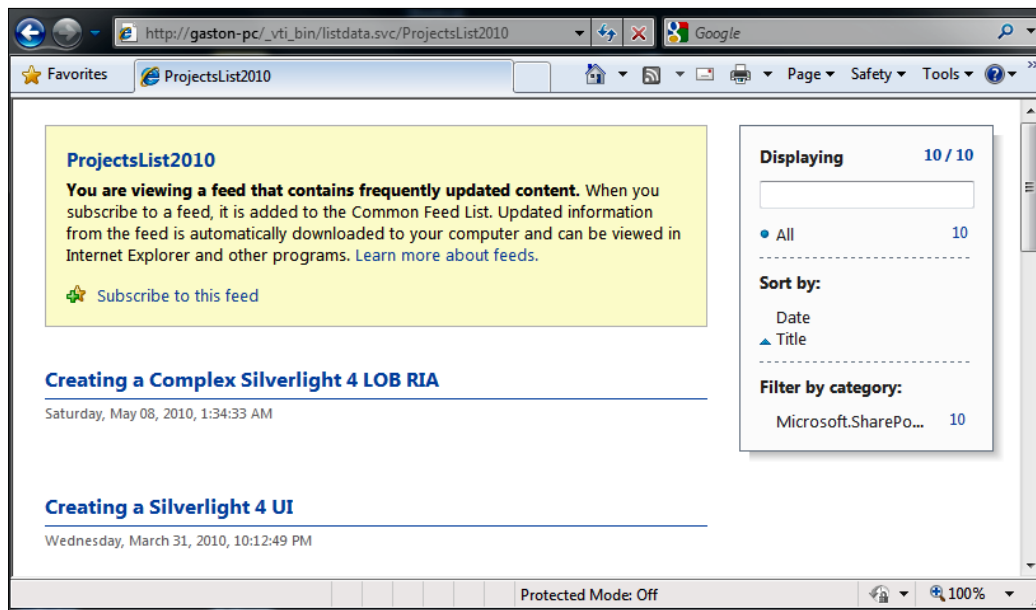 http://gaston-pc/_vti_bin/listdata.svc/ProjectsList2010
Google
Favorites
ProjectsList2010
Page
Safety
Tools
ProjectsList2010
You are viewing a feed that contains frequently updated content. When you
subscribe to a feed, it is added to the Common Feed List. Updated information
from the feed is automatically downloaded to your computer and can be viewed in
Internet Explorer and other programs. Learn more about feeds.
Subscribe to this feed
Displaying 10 / 10
All 10
Sort by:
Date
Title
Filter by category:
Microsoft.SharePo... 10
Creating a Complex Silverlight 4 LOB RIA
Saturday, May 08, 2010, 1:34:33 AM
Creating a Silverlight 4 UI
Wednesday, March 31, 2010, 10:12:49 PM
Protected Mode: Off
100%